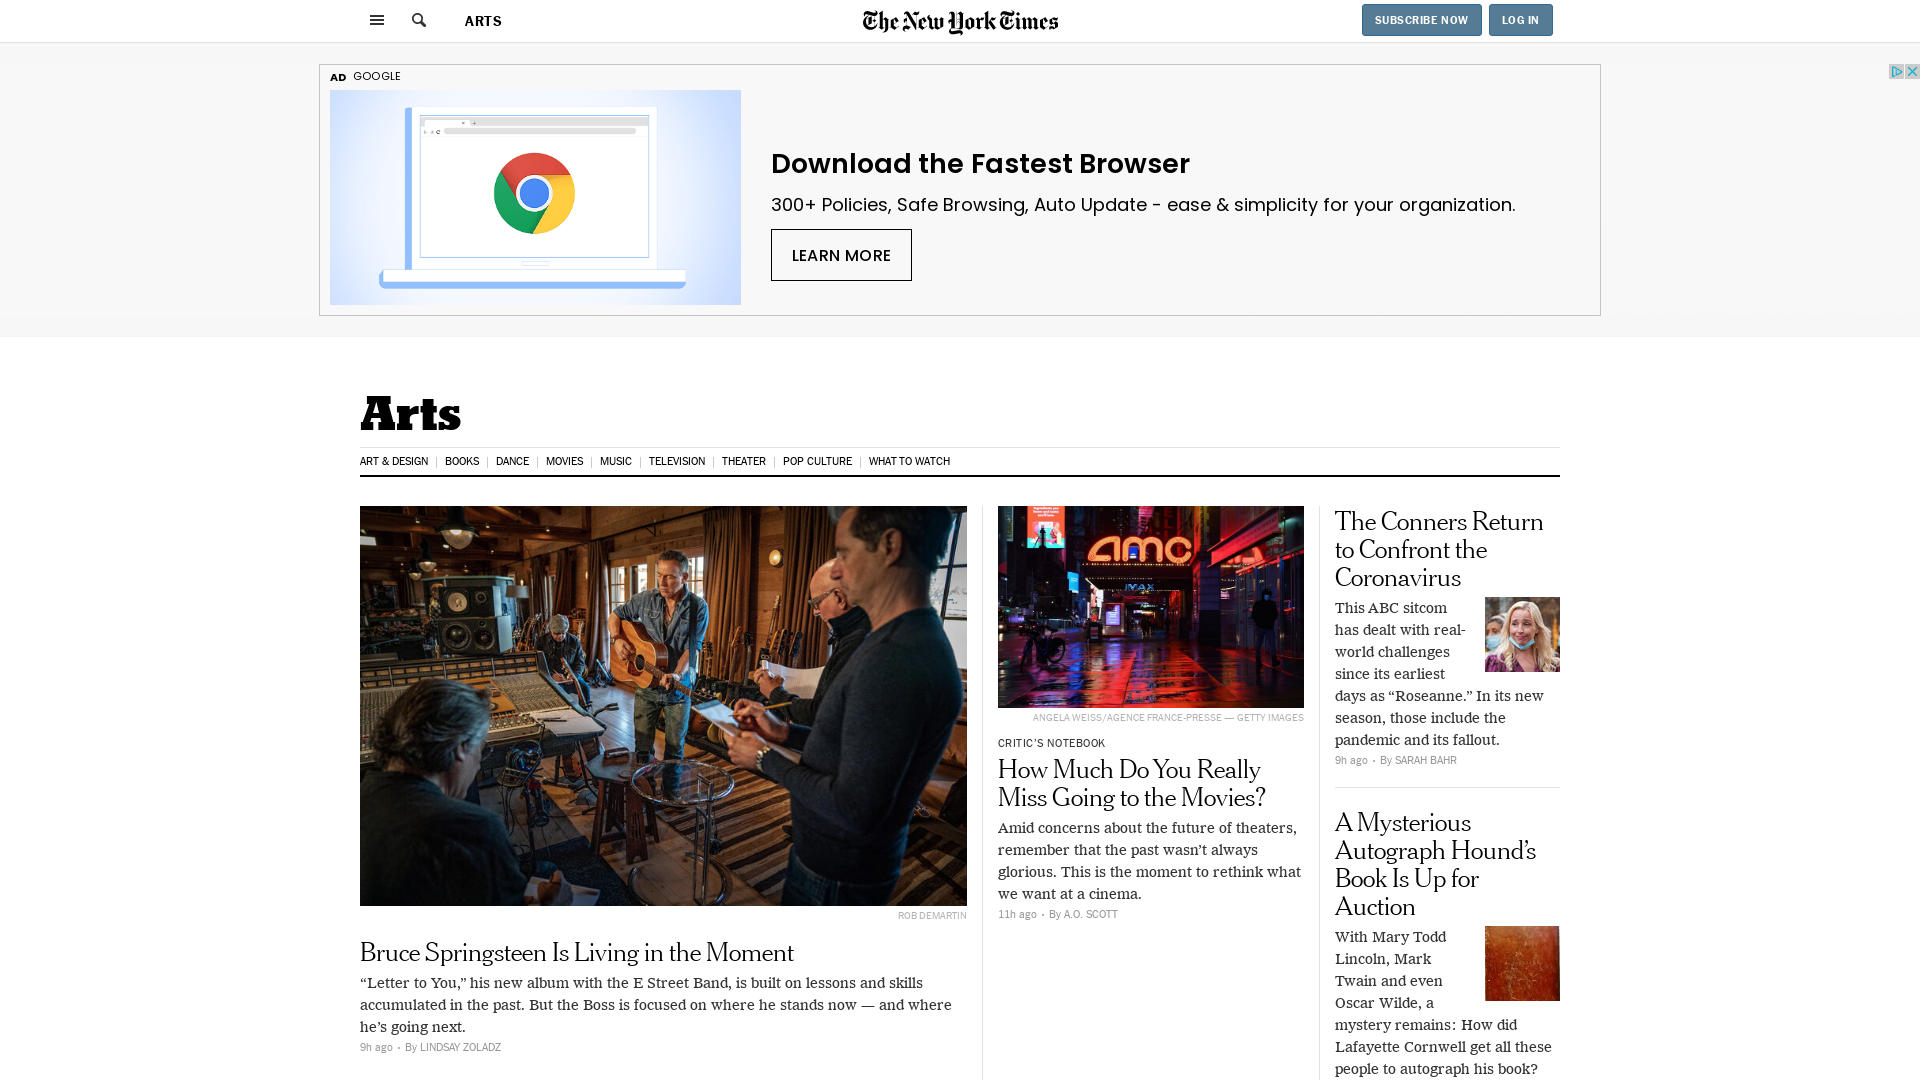 ARTS
The New York Times
SUBSCRIBE NOW
LOG IN
AD GOOGLE
Download the Fastest Browser
300+ Policies, Safe Browsing, Auto Update - ease & simplicity for your organization.
LEARN MORE
Arts
ART & DESIGN
BOOKS
DANCE
MOVIES
MUSIC
TELEVISION
THEATER
POP CULTURE
WHAT TO WATCH
ROB DEMARTIN
Bruce Springsteen Is Living in the Moment
“Letter to You,” his new album with the E Street Band, is built on lessons and skills
accumulated in the past. But the Boss is focused on where he stands now — and where
he’s going next.
9h ago • By LINDSAY ZOLADZ
amc
IMAX
ANGELA WEISS/AGENCE FRANCE-PRESSE — GETTY IMAGES
CRITIC’S NOTEBOOK
How Much Do You Really
Miss Going to the Movies?
Amid concerns about the future of theaters,
remember that the past wasn’t always
glorious. This is the moment to rethink what
we want at a cinema.
11h ago • By A.O. SCOTT
The Conners Return
to Confront the
Coronavirus
This ABC sitcom
has dealt with real-
world challenges
since its earliest
days as “Roseanne.” In its new
season, those include the
pandemic and its fallout.
9h ago • By SARAH BAHR
A Mysterious
Autograph Hound’s
Book Is Up for
Auction
With Mary Todd
Lincoln, Mark
Twain and even
Oscar Wilde, a
mystery remains: How did
Lafayette Cornwell get all these
people to autograph his book?